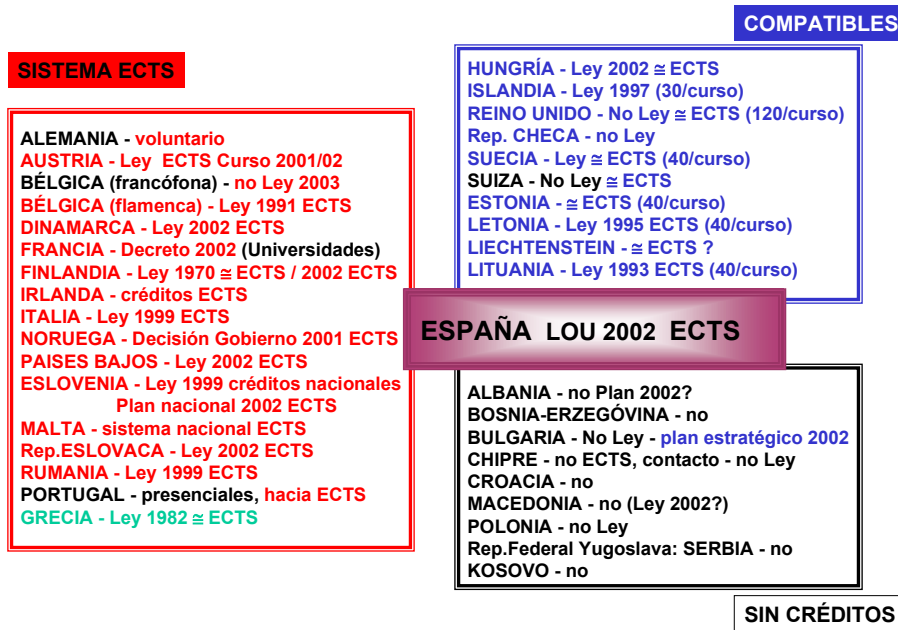 COMPATIBLES
SISTEMA ECTS
ALEMANIA - voluntario
AUSTRIA - Ley  ECTS Curso 2001/02
BÉLGICA (francófona) - no Ley 2003
BÉLGICA (flamenca) - Ley 1991 ECTS
DINAMARCA - Ley 2002 ECTS
FRANCIA - Decreto 2002 (Universidades)
FINLANDIA - Ley 1970 ≅ ECTS / 2002 ECTS
IRLANDA - créditos ECTS
ITALIA - Ley 1999 ECTS
NORUEGA - Decisión Gobierno 2001 ECTS
PAISES BAJOS - Ley 2002 ECTS
ESLOVENIA - Ley 1999 créditos nacionales
Plan nacional 2002 ECTS
MALTA - sistema nacional ECTS
Rep.ESLOVACA - Ley 2002 ECTS
RUMANIA - Ley 1999 ECTS
PORTUGAL - presenciales, hacia ECTS
GRECIA - Ley 1982 ≅ ECTS
HUNGRÍA - Ley 2002 ≅ ECTS
ISLANDIA - Ley 1997 (30/curso)
REINO UNIDO - No Ley ≅ ECTS (120/curso)
Rep. CHECA - no Ley
SUECIA - Ley ≅ ECTS (40/curso)
SUIZA - No Ley ≅ ECTS
ESTONIA - ≅ ECTS (40/curso)
LETONIA - Ley 1995 ECTS (40/curso)
LIECHTENSTEIN - ≅ ECTS ?
LITUANIA - Ley 1993 ECTS (40/curso)
ESPAÑA LOU 2002 ECTS
ALBANIA - no Plan 2002?
BOSNIA-ERZEGÓVINA - no
BULGARIA - No Ley - plan estratégico 2002
CHIPRE - no ECTS, contacto - no Ley
CROACIA - no
MACEDONIA - no (Ley 2002?)
POLONIA - no Ley
Rep.Federal Yugoslava: SERBIA - no
KOSOVO - no
SIN CRÉDITOS